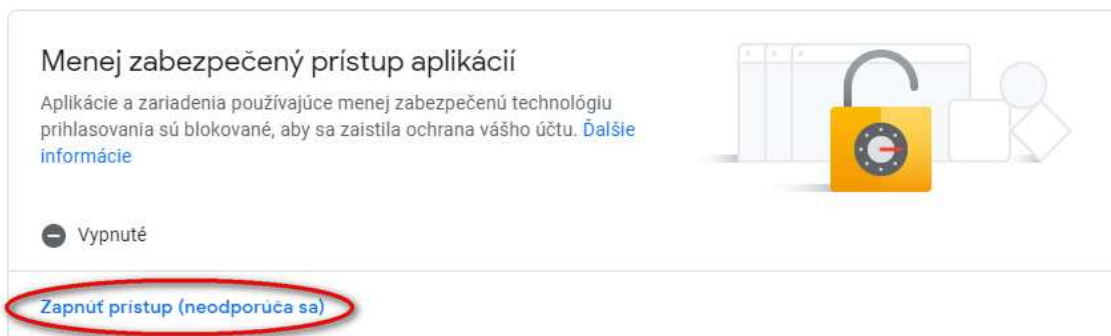 Menej zabezpečený prístup aplikácií
Aplikácie a zariadenia používajúce menej zabezpečenú technológiu
prihlasovania sú blokované, aby sa zaistila ochrana vášho účtu. Ďalšie
informácie
Vypnuté
Zapnúť prístup (neodporúča sa)